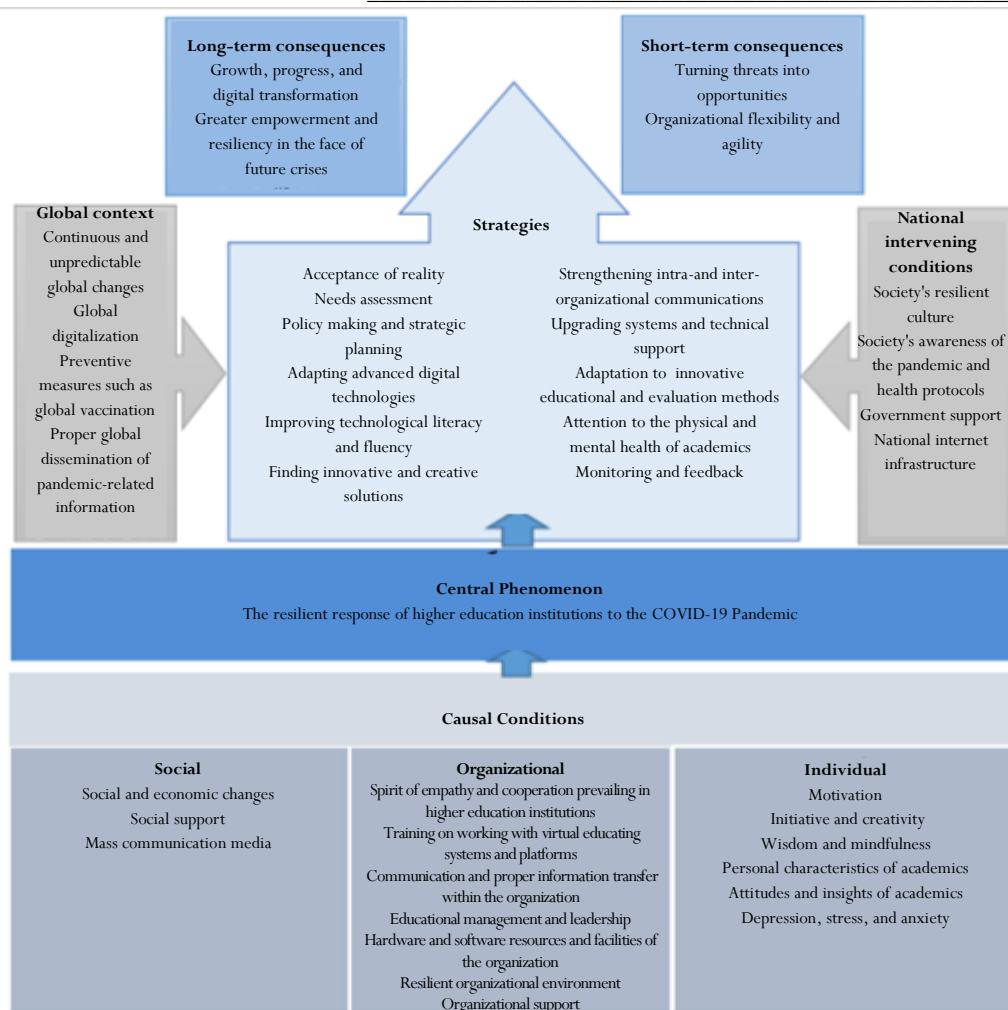 Long-term consequences
Growth, progress, and
digital transformation
Greater empowerment and
resiliency in the face of
future crises
Short-term consequences
Turning threats into
opportunities
Organizational flexibility and
agility
Global context
Continuous and
unpredictable
global changes
Global
digitalization
Preventive
measures such as
global vaccination
Proper global
dissemination of
pandemic-related
information
Strategies
Acceptance of reality
Needs assessment
Policy making and strategic
planning
Adapting advanced digital
technologies
Improving technological literacy
and fluency
Finding innovative and creative
solutions
Strengthening intra-and inter-
organizational communications
Upgrading systems and technical
support
Adaptation to innovative
educational and evaluation methods
Attention to the physical and
mental health of academics
Monitoring and feedback
National
intervening
conditions
Society's resilient
culture
Society's awareness of
the pandemic and
health protocols
Government support
National internet
infrastructure
Central Phenomenon
The resilient response of higher education institutions to the COVID-19 Pandemic
Causal Conditions
Social
Social and economic changes
Social support
Mass communication media
Organizational
Spirit of empathy and cooperation prevailing in
higher education institutions
Training on working with virtual educating
systems and platforms
Communication and proper information transfer
within the organization
Educational management and leadership
Hardware and software resources and facilities of
the organization
Resilient organizational environment
Organizational support
Individual
Motivation
Initiative and creativity
Wisdom and mindfulness
Personal characteristics of academics
Attitudes and insights of academics
Depression, stress, and anxiety